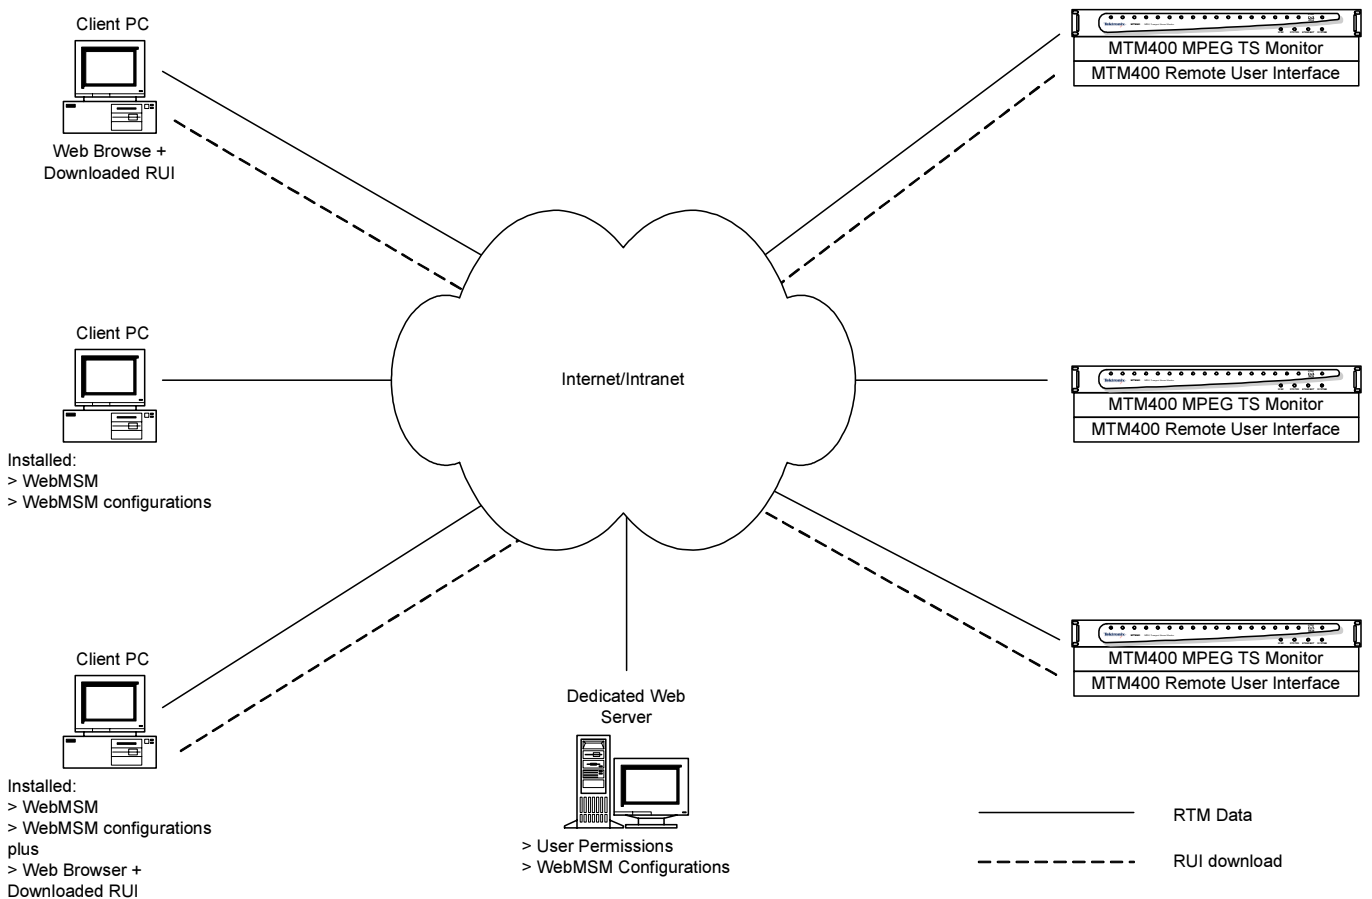 Client PC
Web Browse +
Downloaded RUI
Tektronix
MTM400 MPEG TS Monitor
MTM400 Remote User Interface
Client PC
Installed:
> WebMSM
> WebMSM configurations
Internet/Intranet
Tektronix
MTM400 MPEG TS Monitor
MTM400 Remote User Interface
Client PC
Installed:
> WebMSM
> WebMSM configurations
plus
> Web Browser +
Downloaded RUI
Dedicated Web
Server
> User Permissions
> WebMSM Configurations
Tektronix
MTM400 MPEG TS Monitor
MTM400 Remote User Interface
RTM Data
RUI download